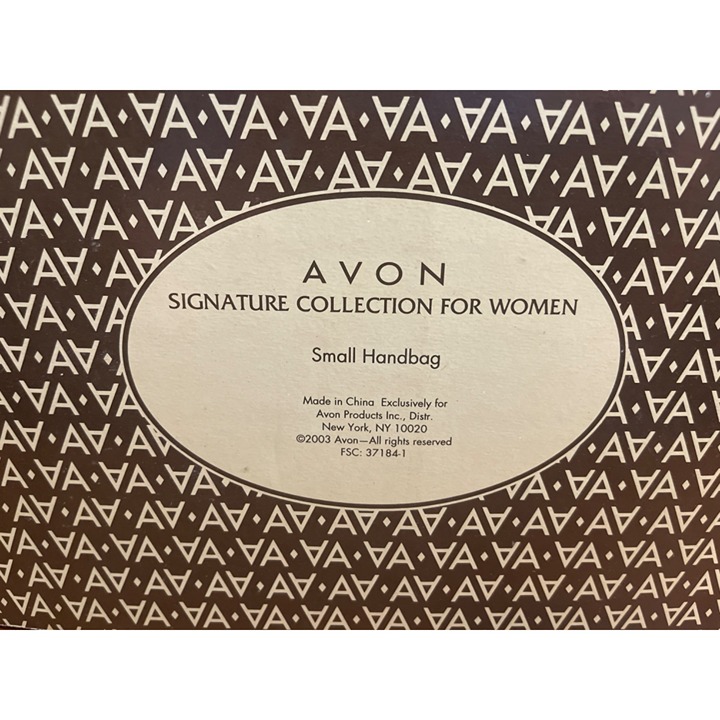 AVON
SIGNATURE COLLECTION FOR WOMEN
Small Handbag
Made in China Exclusively for
Avon Products Inc., Distr.
New York, NY 10020
©2003 Avon—All rights reserved
FSC: 37184-1